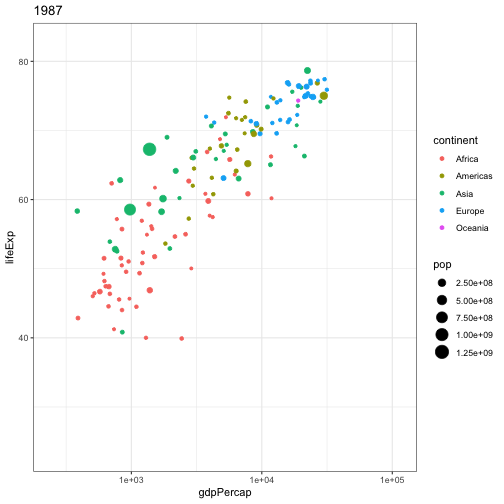 1987
lifeExp
80
60
40
1e+03
1e+04
1e+05
gdpPercap
continent
Africa
Americas
Asia
Europe
Oceania
pop
2.50e+08
5.00e+08
7.50e+08
1.00e+09
1.25e+09